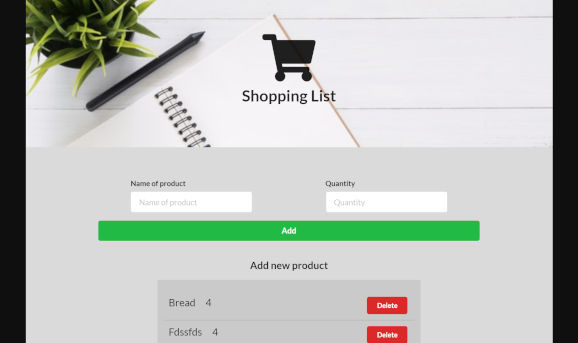 Shopping List
Name of product Quantity
Name of product Quantity
Add
Add new product
Bread 4 Delete
Fdssfds 4 Delete